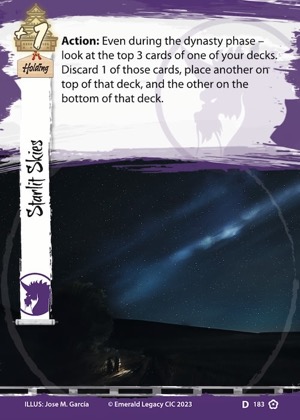 -1
Holding
Action: Even during the dynasty phase –
look at the top 3 cards of one of your decks.
Discard 1 of those cards, place another on
top of that deck, and the other on the
bottom of that deck.
Starlit Skies
ILLUS: Jose M. García
© Emerald Legacy CIC 2023
D 183